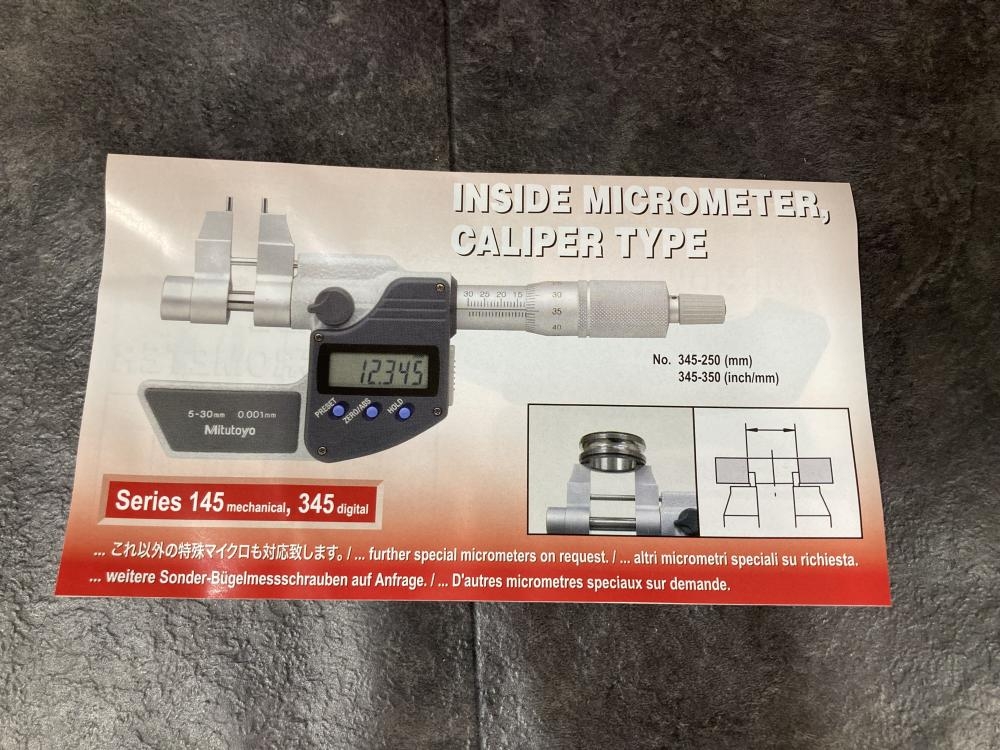 INSIDE MICROMETER,
CALIPER TYPE
30 25 20 15
30
35
40
No. 345-250 (mm)
345-350 (inch/mm)
12.345
PRESET
ZERO/ABS
HOLD
5-30mm 0.001mm
Mitutoyo
Series 145 mechanical, 345 digital
... これ以外の特殊マイクロも対応致します。/ ... further special micrometers on request. / ... altri micrometri speciali su richiesta.
... weitere Sonder-Bügelmessschrauben auf Anfrage. / ... D'autres micrometres speciaux sur demande.